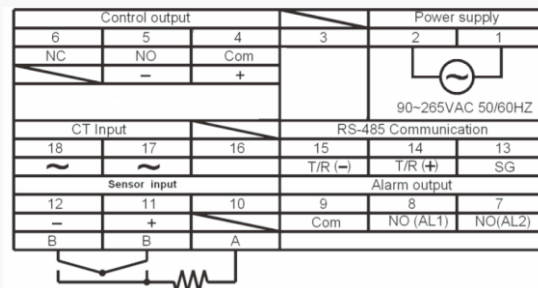 Control output Power supply
6 5 4 3 2 1
NC NO Com
− +
~
90~265VAC 50/60HZ
CT Input RS-485 Communication
18 17 16 15 14 13
~ ~ T/R (−) T/R (+) SG
Sensor input Alarm output
12 11 10 9 8 7
− + Com NO (AL1) NO(AL2)
B B A